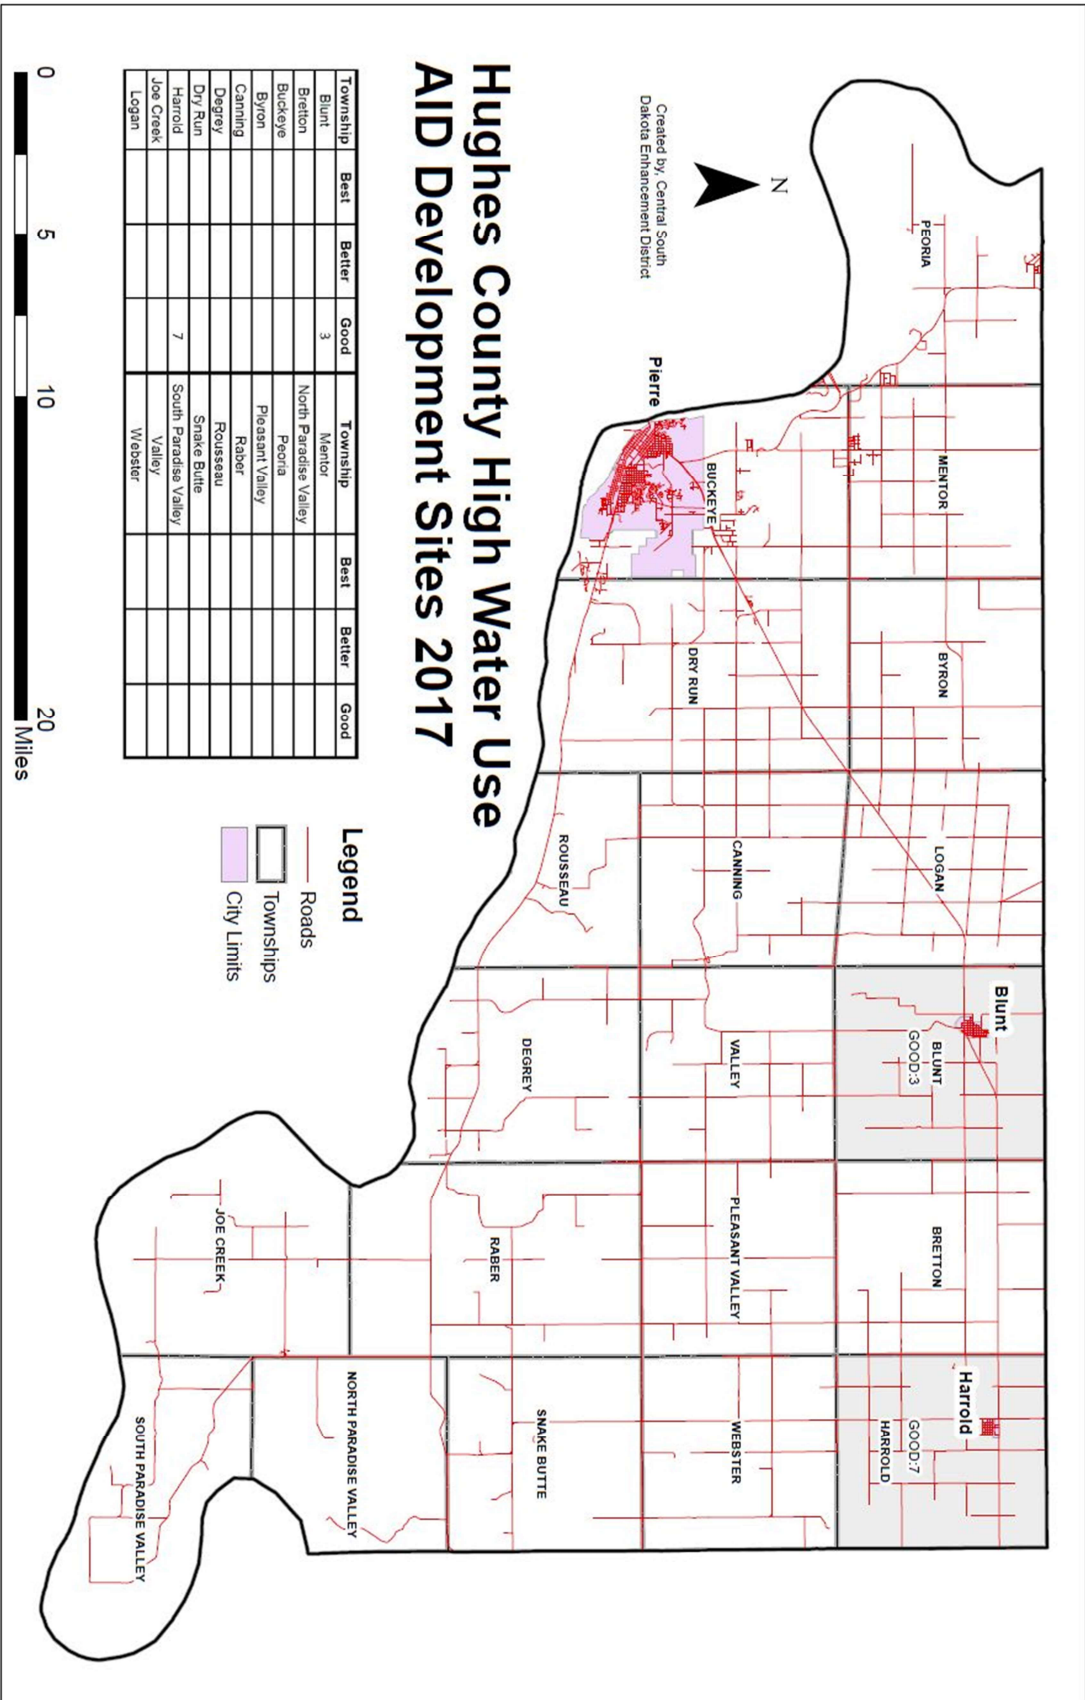 Hughes County High Water Use
AID Development Sites 2017
Created by, Central South
Dakota Enhancement District
N
PEORIA
MENTOR
BYRON
LOGAN
Blunt
BLUNT
GOOD:3
BRETTON
Harrold
GOOD:7
HARROLD
Pierre
BUCKEYE
DRY RUN
CANNING
VALLEY
PLEASANT VALLEY
WEBSTER
ROUSSEAU
DEGREY
RABER
SNAKE BUTTE
JOE CREEK
NORTH PARADISE VALLEY
SOUTH PARADISE VALLEY
Township Best Better Good Township Best Better Good
Blunt 3 Mentor
Bretton North Paradise Valley
Buckeye Peoria
Byron Pleasant Valley
Canning Raber
Degrey Rousseau
Dry Run Snake Butte
Harrold 7 South Paradise Valley
Joe Creek Valley
Logan Webster
Legend
Roads
Townships
City Limits
0 5 10 20
Miles